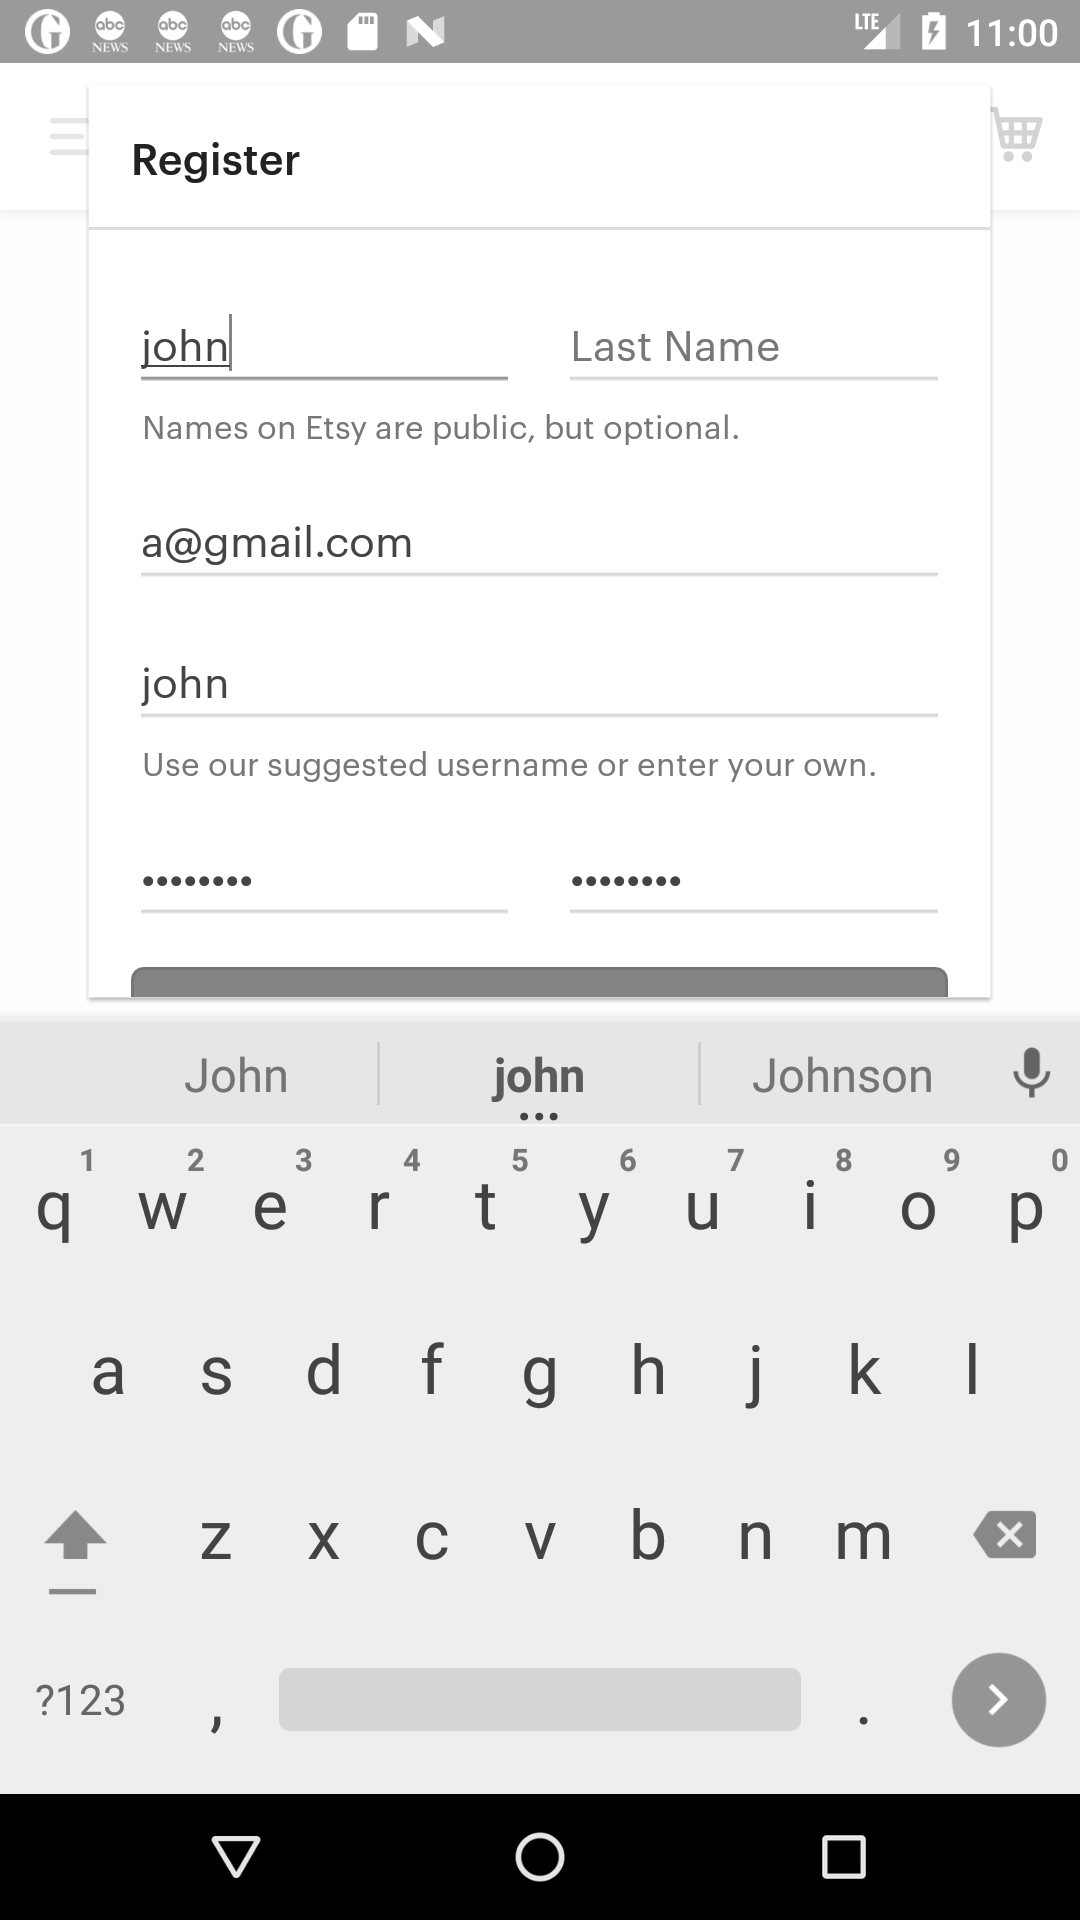 abc NEWS abc NEWS abc NEWS LTE 11:00
Register
john Last Name
Names on Etsy are public, but optional.
a@gmail.com
john
Use our suggested username or enter your own.
•••••••• ••••••••
John john Johnson
1 2 3 4 5 6 7 8 9 0
q w e r t y u i o p
a s d f g h j k l
z x c v b n m
?123 , .